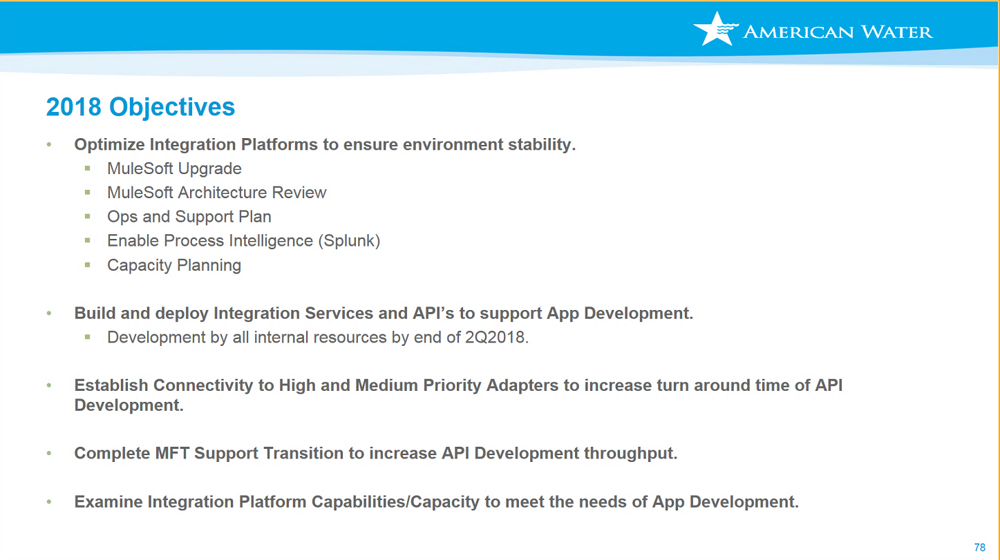 AMERICAN WATER
2018 Objectives
• Optimize Integration Platforms to ensure environment stability.
▪ MuleSoft Upgrade
▪ MuleSoft Architecture Review
▪ Ops and Support Plan
▪ Enable Process Intelligence (Splunk)
▪ Capacity Planning
• Build and deploy Integration Services and API’s to support App Development.
▪ Development by all internal resources by end of 2Q2018.
• Establish Connectivity to High and Medium Priority Adapters to increase turn around time of API
Development.
• Complete MFT Support Transition to increase API Development throughput.
• Examine Integration Platform Capabilities/Capacity to meet the needs of App Development.
78